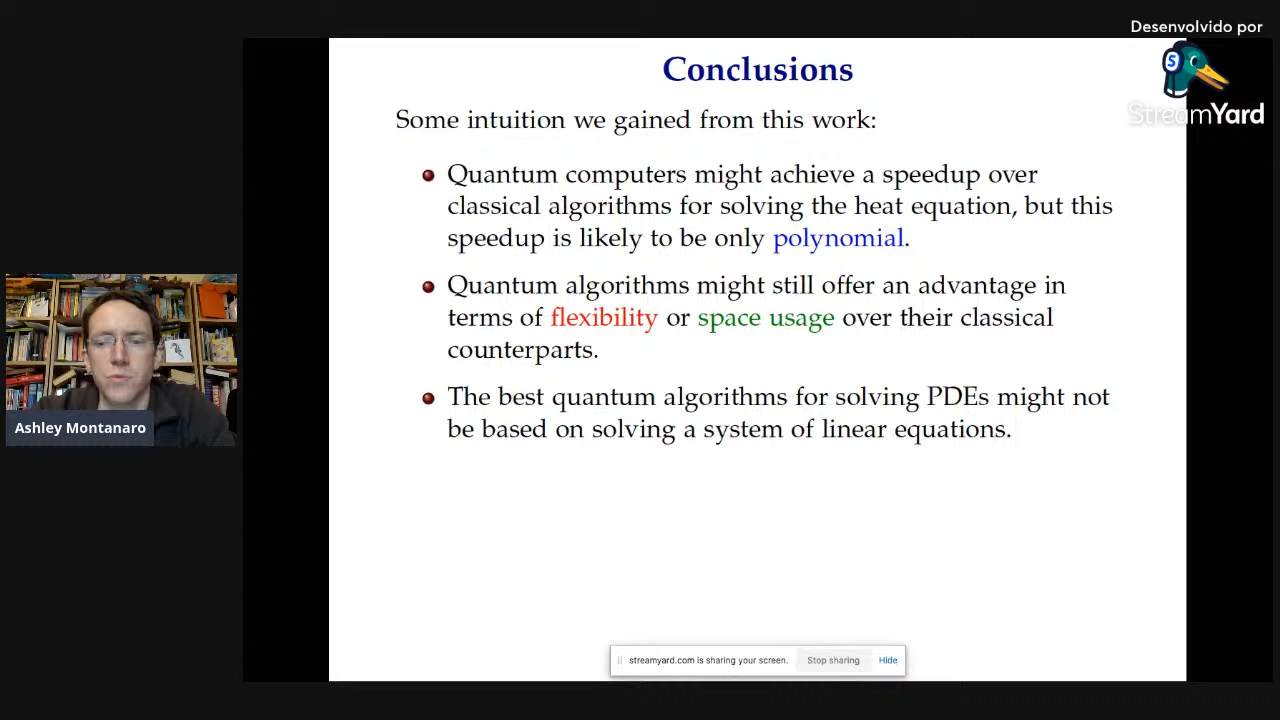 Desenvolvido por
StreamYard
Conclusions
Some intuition we gained from this work:
Quantum computers might achieve a speedup over
classical algorithms for solving the heat equation, but this
speedup is likely to be only polynomial.
Quantum algorithms might still offer an advantage in
terms of flexibility or space usage over their classical
counterparts.
The best quantum algorithms for solving PDEs might not
be based on solving a system of linear equations.
Ashley Montanaro
streamyard.com is sharing your screen. Stop sharing Hide